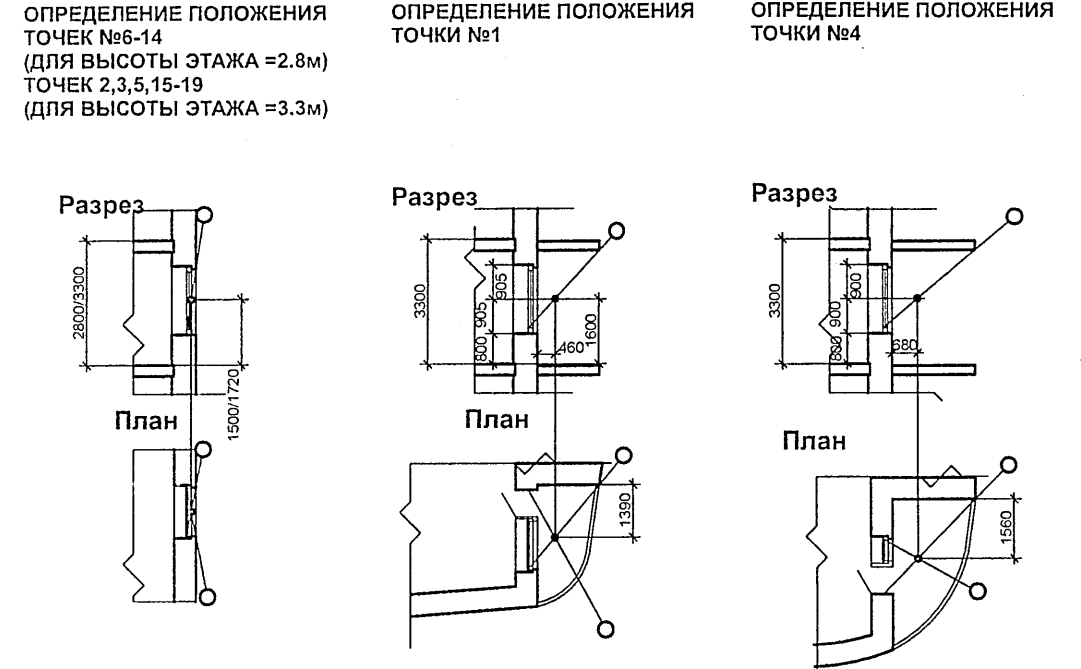 ОПРЕДЕЛЕНИЕ ПОЛОЖЕНИЯ
ТОЧЕК №6-14
(ДЛЯ ВЫСОТЫ ЭТАЖА =2.8м)
ТОЧЕК 2,3,5,15-19
(ДЛЯ ВЫСОТЫ ЭТАЖА =3.3м)
ОПРЕДЕЛЕНИЕ ПОЛОЖЕНИЯ
ТОЧКИ №1
ОПРЕДЕЛЕНИЕ ПОЛОЖЕНИЯ
ТОЧКИ №4
Разрез
2800/3300
1500/1720
План
Разрез
3300
905
905
800
460
1600
План
1390
Разрез
3300
900
900
800
680
План
1560